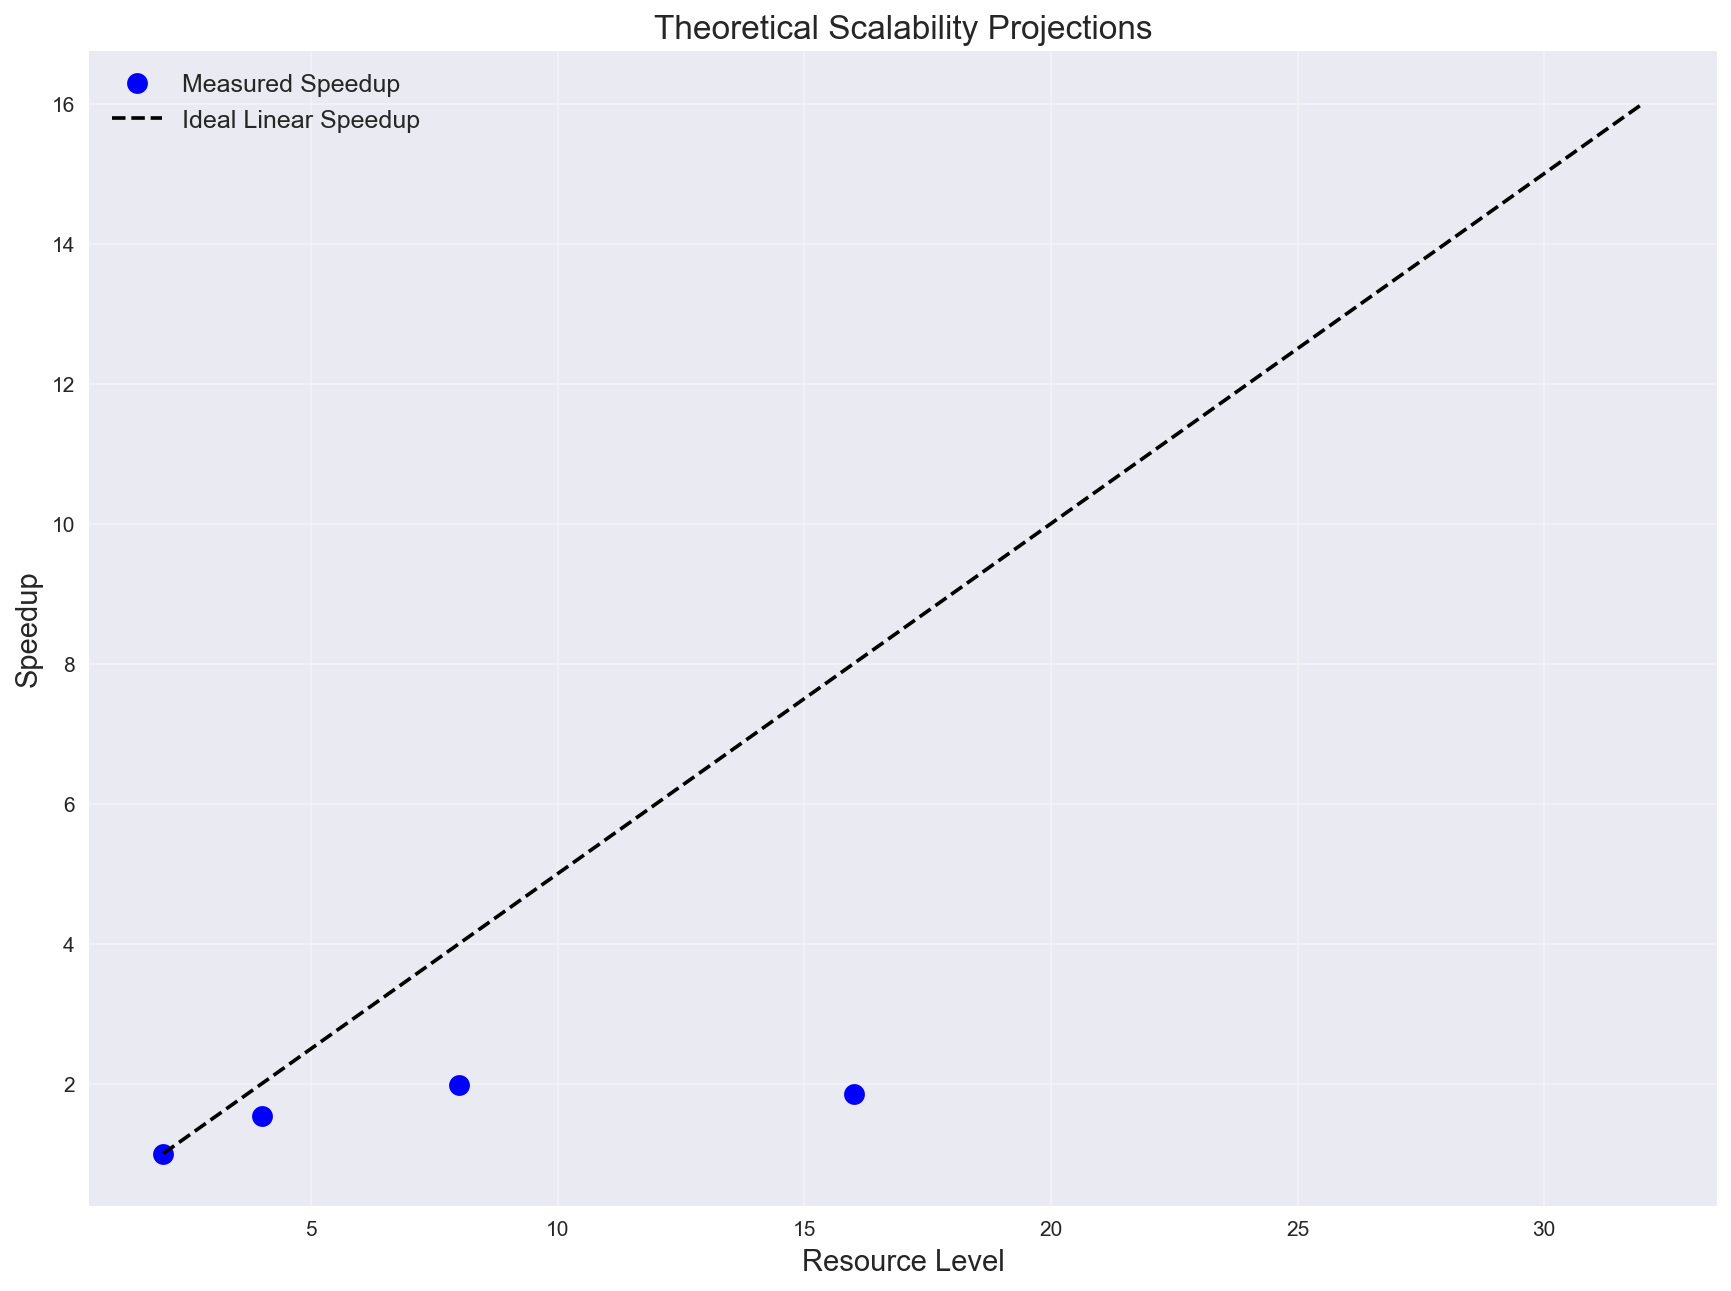 Theoretical Scalability Projections
Measured Speedup
Ideal Linear Speedup
16
14
12
10
8
6
4
2
Speedup
5 10 15 20 25 30
Resource Level